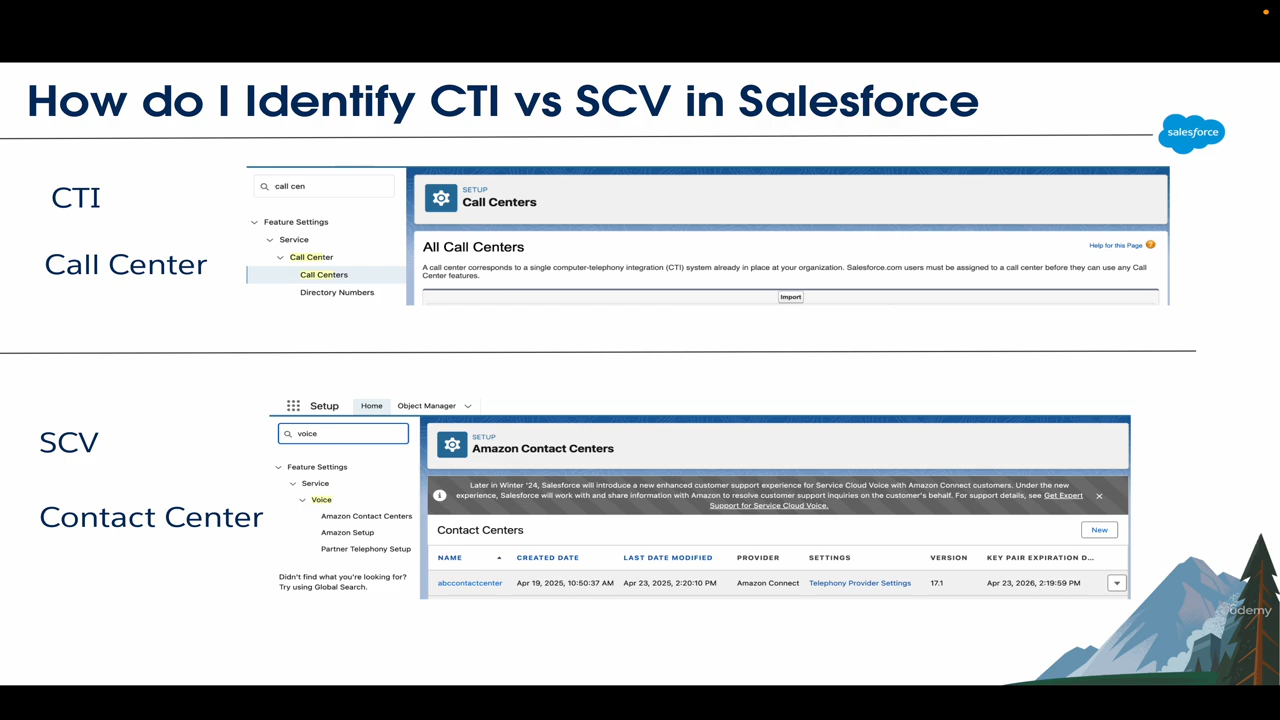 How do I Identify CTI vs SCV in Salesforce
salesforce
CTI
Call Center
call cen
Feature Settings
Service
Call Center
Call Centers
Directory Numbers
SETUP
Call Centers
All Call Centers
Help for this Page
A call center corresponds to a single computer-telephony integration (CTI) system already in place at your organization. Salesforce.com users must be assigned to a call center before they can use any Call
Center features.
Import
SCV
Contact Center
Setup
Home
Object Manager
voice
Feature Settings
Service
Voice
Amazon Contact Centers
Amazon Setup
Partner Telephony Setup
Didn't find what you're looking for?
Try using Global Search.
SETUP
Amazon Contact Centers
Later in Winter '24, Salesforce will introduce a new enhanced customer support experience for Service Cloud Voice with Amazon Connect customers. Under the new
experience, Salesforce will work with and share information with Amazon to resolve customer support inquiries on the customer's behalf. For support details, see Get Expert
Support for Service Cloud Voice.
Contact Centers
New
NAME CREATED DATE LAST DATE MODIFIED PROVIDER SETTINGS VERSION KEY PAIR EXPIRATION D...
abccontactcenter Apr 19, 2025, 10:50:37 AM Apr 23, 2025, 2:20:10 PM Amazon Connect Telephony Provider Settings 17.1 Apr 23, 2026, 2:19:59 PM
udemy